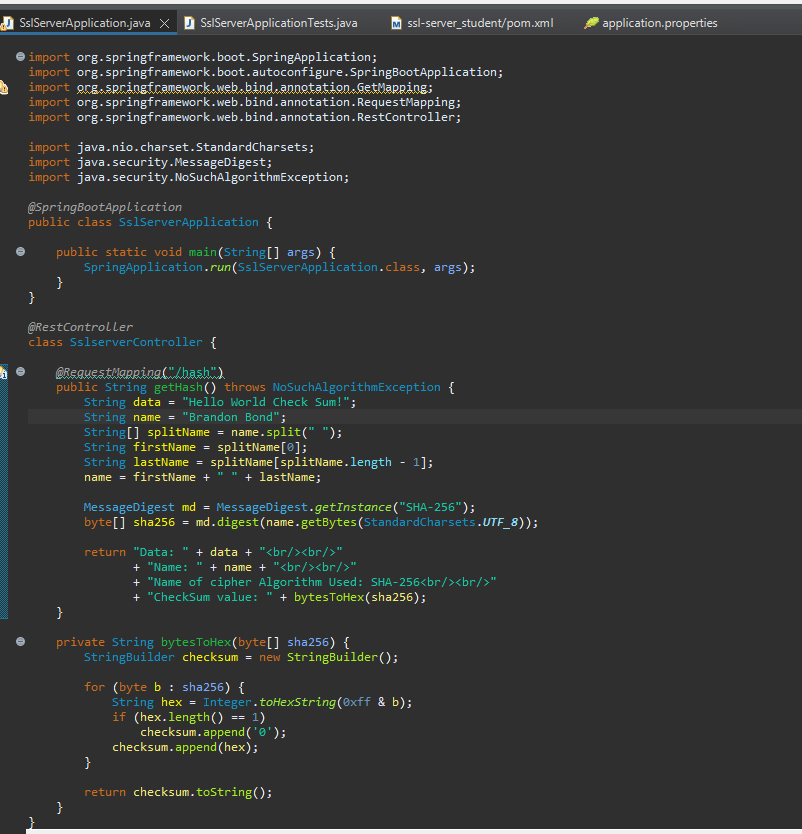 SslServerApplication.java SslServerApplicationTests.java ssl-server_student/pom.xml application.properties
import org.springframework.boot.SpringApplication;
import org.springframework.boot.autoconfigure.SpringBootApplication;
import org.springframework.web.bind.annotation.GetMapping;
import org.springframework.web.bind.annotation.RequestMapping;
import org.springframework.web.bind.annotation.RestController;
import java.nio.charset.StandardCharsets;
import java.security.MessageDigest;
import java.security.NoSuchAlgorithmException;
@SpringBootApplication
public class SslServerApplication {
public static void main(String[] args) {
SpringApplication.run(SslServerApplication.class, args);
}
}
@RestController
class SslserverController {
@RequestMapping("/hash")
public String getHash() throws NoSuchAlgorithmException {
String data = "Hello World Check Sum!";
String name = "Brandon Bond";
String[] splitName = name.split(" ");
String firstName = splitName[0];
String lastName = splitName[splitName.length - 1];
name = firstName + " " + lastName;
MessageDigest md = MessageDigest.getInstance("SHA-256");
byte[] sha256 = md.digest(name.getBytes(StandardCharsets.UTF_8));
return "Data: " + data + "<br/><br/>"
+ "Name: " + name + "<br/><br/>"
+ "Name of cipher Algorithm Used: SHA-256<br/><br/>"
+ "CheckSum value: " + bytesToHex(sha256);
}
private String bytesToHex(byte[] sha256) {
StringBuilder checksum = new StringBuilder();
for (byte b : sha256) {
String hex = Integer.toHexString(0xff & b);
if (hex.length() == 1)
checksum.append('0');
checksum.append(hex);
}
return checksum.toString();
}
}